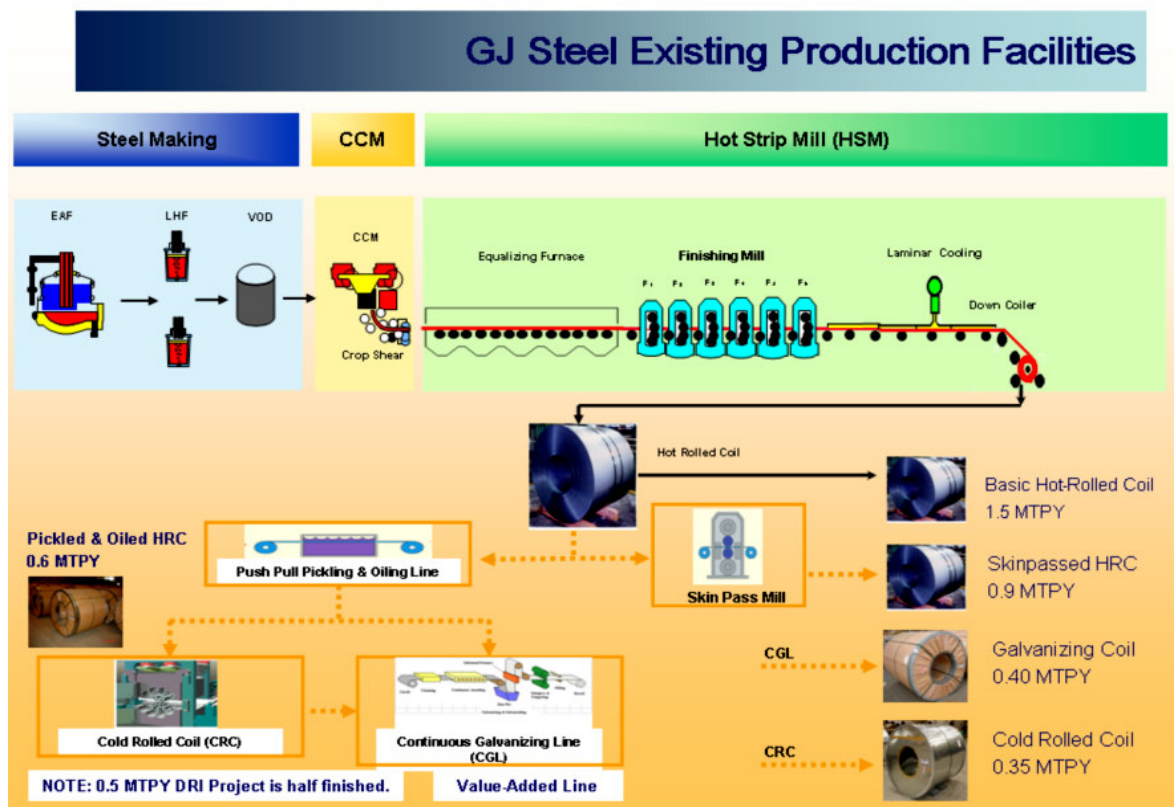 GJ Steel Existing Production Facilities
Steel Making
CCM
Hot Strip Mill (HSM)
EAF
LHF
VOD
CCM
Crop Shear
Equalizing Furnace
Finishing Mill
F1 F2 F3 F4
Laminar Cooling
Down Coiler
Hot Rolled Coil
Basic Hot-Rolled Coil
1.5 MTPY
Pickled & Oiled HRC
0.6 MTPY
Push Pull Pickling & Oiling Line
Skin Pass Mill
Skinpassed HRC
0.9 MTPY
CGL
Galvanizing Coil
0.40 MTPY
Cold Rolled Coil (CRC)
Continuous Galvanizing Line
(CGL)
CRC
Cold Rolled Coil
0.35 MTPY
NOTE: 0.5 MTPY DRI Project is half finished.
Value-Added Line